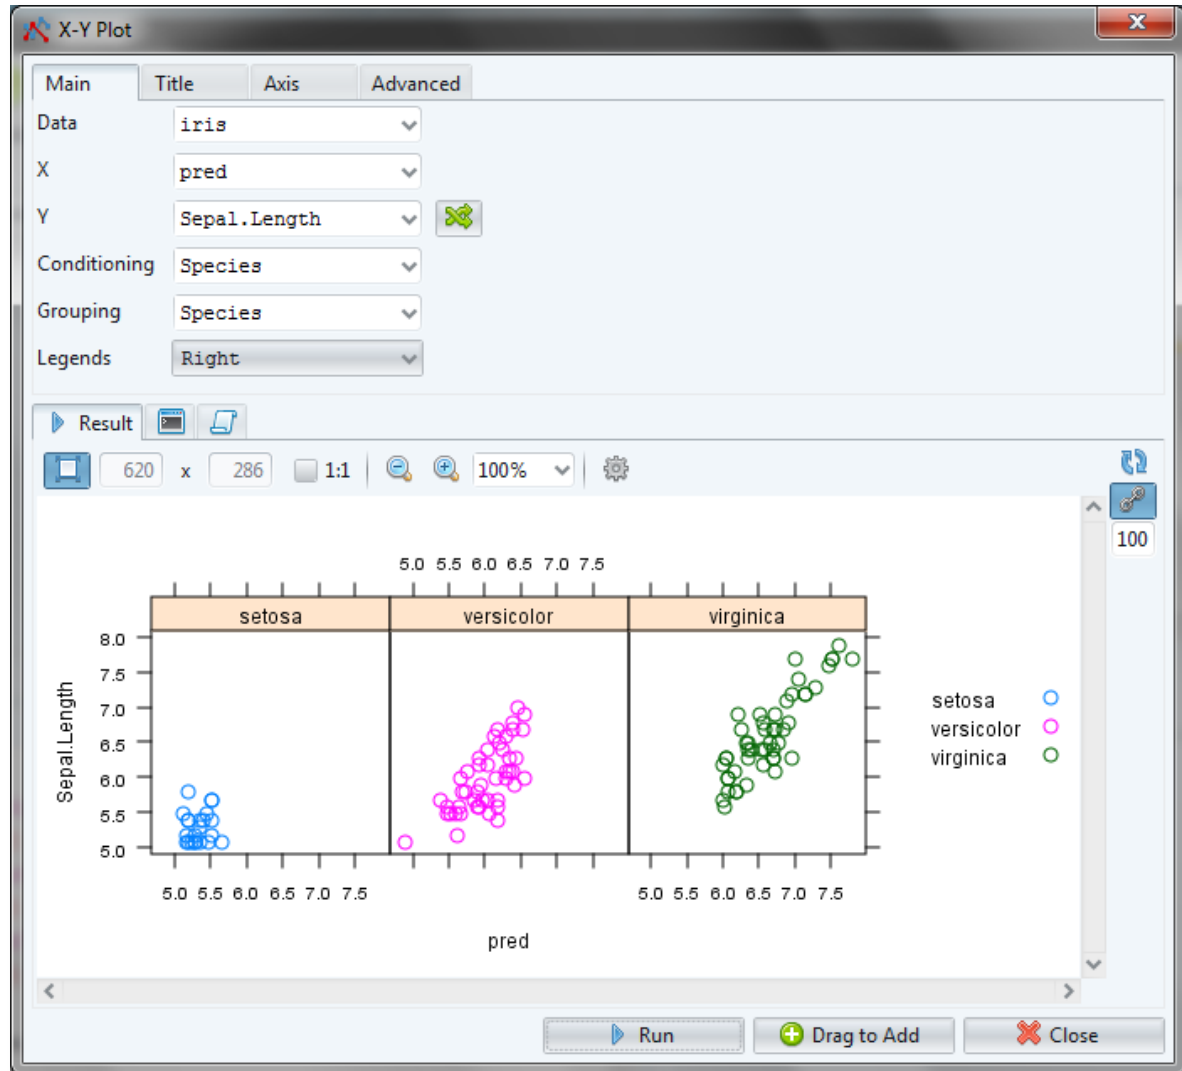 X-Y Plot
Main Title Axis Advanced
Data iris
X pred
Y Sepal.Length
Conditioning Species
Grouping Species
Legends Right
Result
620 x 286 1:1 100%
100
5.0 5.5 6.0 6.5 7.0 7.5
setosa versicolor virginica
8.0
7.5
7.0
6.5
6.0
5.5
5.0
Sepal.Length
setosa
versicolor
virginica
5.0 5.5 6.0 6.5 7.0 7.5 5.0 5.5 6.0 6.5 7.0 7.5
pred
Run Drag to Add Close